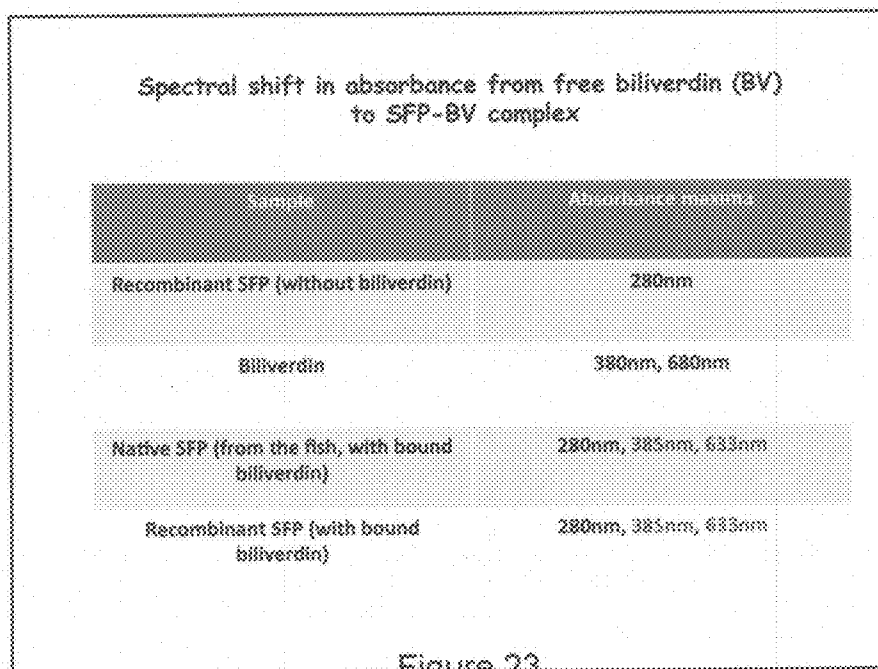 Spectral shift in absorbance from free biliverdin (BV)
to SFP-BV complex
Sample Absorbance maxima
Recombinant SFP (without biliverdin) 280nm
Biliverdin 380nm, 680nm
Native SFP (from the fish, with bound 280nm, 385nm, 633nm
biliverdin)
Recombinant SFP (with bound 280nm, 385nm, 633nm
biliverdin)
Figure 23